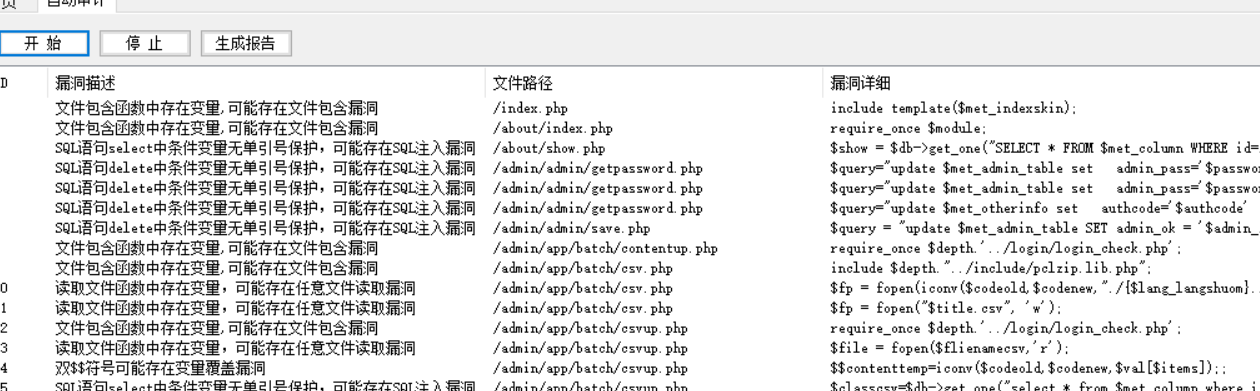 自动审计
开 始 停 止 生成报告
D 漏洞描述 文件路径 漏洞详细
文件包含函数中存在变量,可能存在文件包含漏洞 /index.php include template($met_indexskin);
文件包含函数中存在变量,可能存在文件包含漏洞 /about/index.php require_once $module;
SQL语句select中条件变量无单引号保护，可能存在SQL注入漏洞 /about/show.php $show = $db->get_one("SELECT * FROM $met_column WHERE id=
SQL语句delete中条件变量无单引号保护，可能存在SQL注入漏洞 /admin/admin/getpassword.php $query="update $met_admin_table set admin_pass='$passwo
SQL语句delete中条件变量无单引号保护，可能存在SQL注入漏洞 /admin/admin/getpassword.php $query="update $met_admin_table set admin_pass='$passwo
SQL语句delete中条件变量无单引号保护，可能存在SQL注入漏洞 /admin/admin/getpassword.php $query="update $met_otherinfo set authcode='$authcode'
SQL语句delete中条件变量无单引号保护，可能存在SQL注入漏洞 /admin/admin/save.php $query = "update $met_admin_table SET admin_ok = '$admin_
文件包含函数中存在变量,可能存在文件包含漏洞 /admin/app/batch/contentup.php require_once $depth.'../login/login_check.php';
文件包含函数中存在变量,可能存在文件包含漏洞 /admin/app/batch/csv.php include $depth."../include/pclzip.lib.php";
0 读取文件函数中存在变量，可能存在任意文件读取漏洞 /admin/app/batch/csv.php $fp = fopen(iconv($codeold,$codenew,"./{$lang_langshuom}..
1 读取文件函数中存在变量，可能存在任意文件读取漏洞 /admin/app/batch/csv.php $fp = fopen("$title.csv", 'w');
2 文件包含函数中存在变量,可能存在文件包含漏洞 /admin/app/batch/csvup.php require_once $depth.'../login/login_check.php';
3 读取文件函数中存在变量，可能存在任意文件读取漏洞 /admin/app/batch/csvup.php $file = fopen($flienamecsv,'r');
4 双$$符号可能存在变量覆盖漏洞 /admin/app/batch/csvup.php $$contenttemp=iconv($codeold,$codenew,$val[$items]);;
5 SQL语句select中条件变量无单引号保护，可能存在SQL注入漏洞 /admin/app/batch/csvup.php $classcsv=$db->get_one("select * from $met_column where i